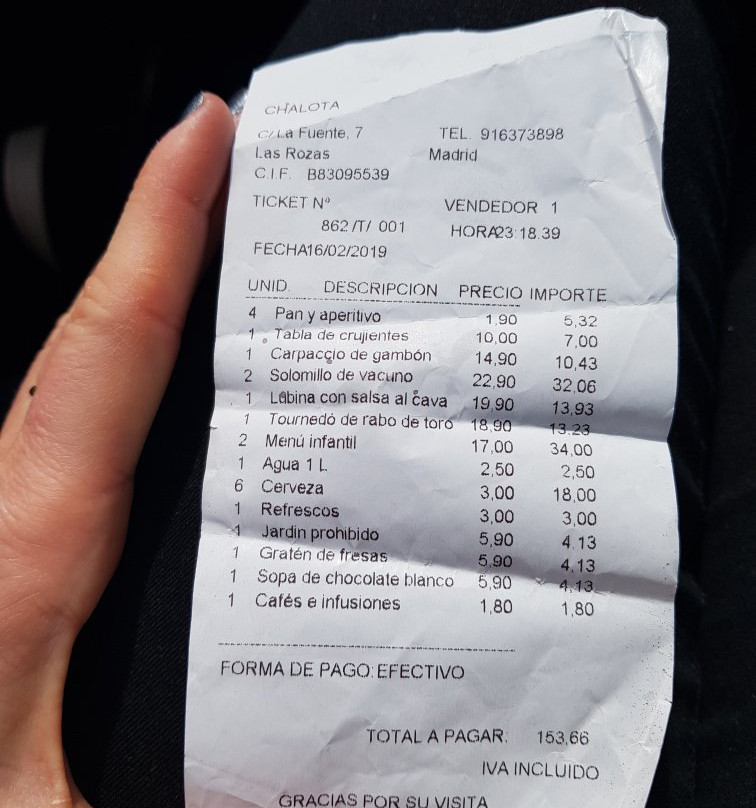 CHALOTA
C/ La Fuente, 7 TEL. 916373898
Las Rozas Madrid
C.I.F. B83095539
TICKET Nº VENDEDOR 1
862 /T/ 001 HORA23:18.39
FECHA16/02/2019
UNID. DESCRIPCION PRECIO IMPORTE
4 Pan y aperitivo 1,90 5,32
1 Tabla de crujientes 10,00 7,00
1 Carpaccio de gambón 14,90 10,43
2 Solomillo de vacuno 22,90 32,06
1 Lubina con salsa al cava 19,90 13,93
1 Tournedó de rabo de toro 18,90 13,23
2 Menú infantil 17,00 34,00
1 Agua 1 L 2,50 2,50
6 Cerveza 3,00 18,00
1 Refrescos 3,00 3,00
1 Jardin prohibido 5,90 4,13
1 Gratén de fresas 5,90 4,13
1 Sopa de chocolate blanco 5,90 4,13
1 Cafés e infusiones 1,80 1,80
FORMA DE PAGO:EFECTIVO
TOTAL A PAGAR: 153,66
IVA INCLUIDO
GRACIAS POR SU VISITA